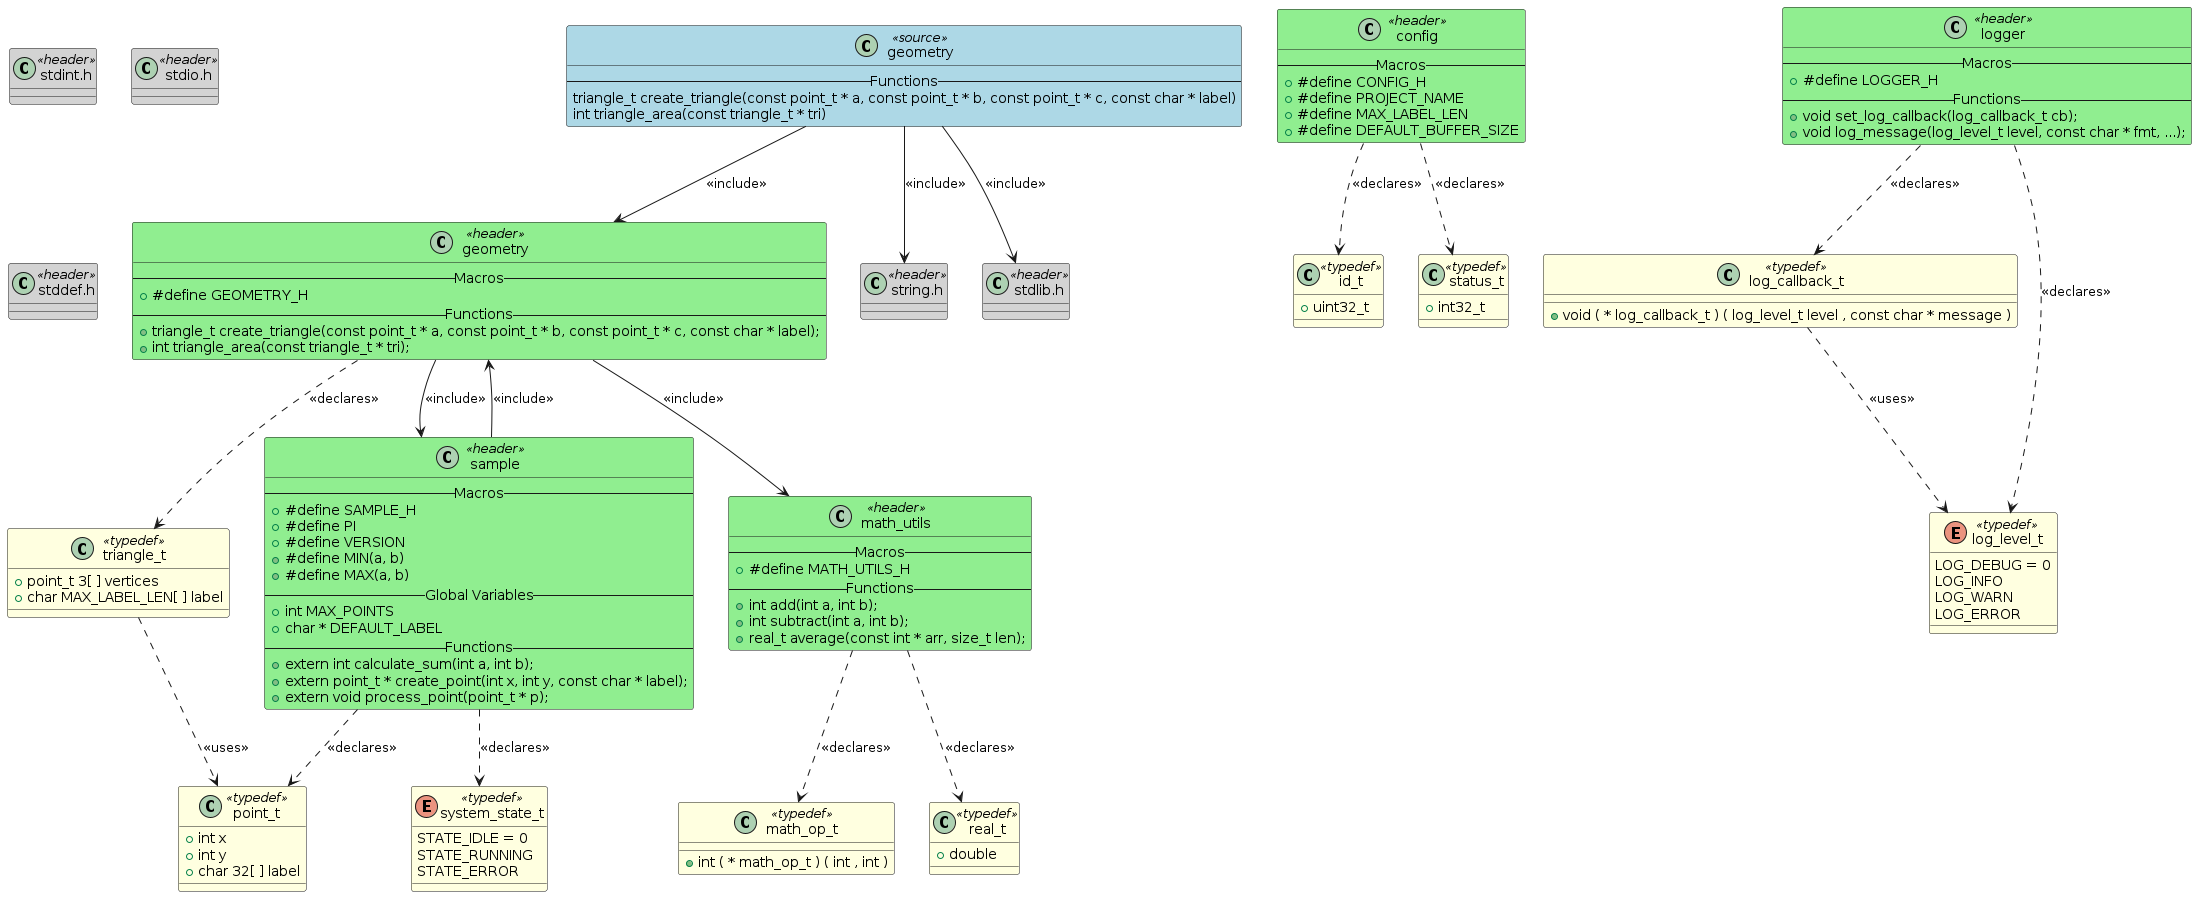 C «header»
stdint.h
C «header»
stdio.h
C «source»
geometry
Functions
triangle_t create_triangle(const point_t * a, const point_t * b, const point_t * c, const char * label)
int triangle_area(const triangle_t * tri)
C «header»
config
Macros
#define CONFIG_H
#define PROJECT_NAME
#define MAX_LABEL_LEN
#define DEFAULT_BUFFER_SIZE
C «header»
logger
Macros
#define LOGGER_H
Functions
void set_log_callback(log_callback_t cb);
void log_message(log_level_t level, const char * fmt, ...);
«include»
«include»
«include»
«declares»
«declares»
«declares»
C «header»
stddef.h
C «header»
geometry
Macros
#define GEOMETRY_H
Functions
triangle_t create_triangle(const point_t * a, const point_t * b, const point_t * c, const char * label);
int triangle_area(const triangle_t * tri);
C «header»
string.h
C «header»
stdlib.h
C «typedef»
id_t
uint32_t
C «typedef»
status_t
int32_t
C «typedef»
log_callback_t
void ( * log_callback_t ) ( log_level_t level , const char * message )
«declares»
«declares»
«include»
«include»
«include»
«uses»
C «typedef»
triangle_t
point_t 3[ ] vertices
char MAX_LABEL_LEN[ ] label
C «header»
sample
Macros
#define SAMPLE_H
#define PI
#define VERSION
#define MIN(a, b)
#define MAX(a, b)
Global Variables
int MAX_POINTS
char * DEFAULT_LABEL
Functions
extern int calculate_sum(int a, int b);
extern point_t * create_point(int x, int y, const char * label);
extern void process_point(point_t * p);
C «header»
math_utils
Macros
#define MATH_UTILS_H
Functions
int add(int a, int b);
int subtract(int a, int b);
real_t average(const int * arr, size_t len);
E «typedef»
log_level_t
LOG_DEBUG = 0
LOG_INFO
LOG_WARN
LOG_ERROR
«uses»
«declares»
«declares»
«declares»
«declares»
C «typedef»
point_t
int x
int y
char 32[ ] label
E «typedef»
system_state_t
STATE_IDLE = 0
STATE_RUNNING
STATE_ERROR
C «typedef»
math_op_t
int ( * math_op_t ) ( int , int )
C «typedef»
real_t
double